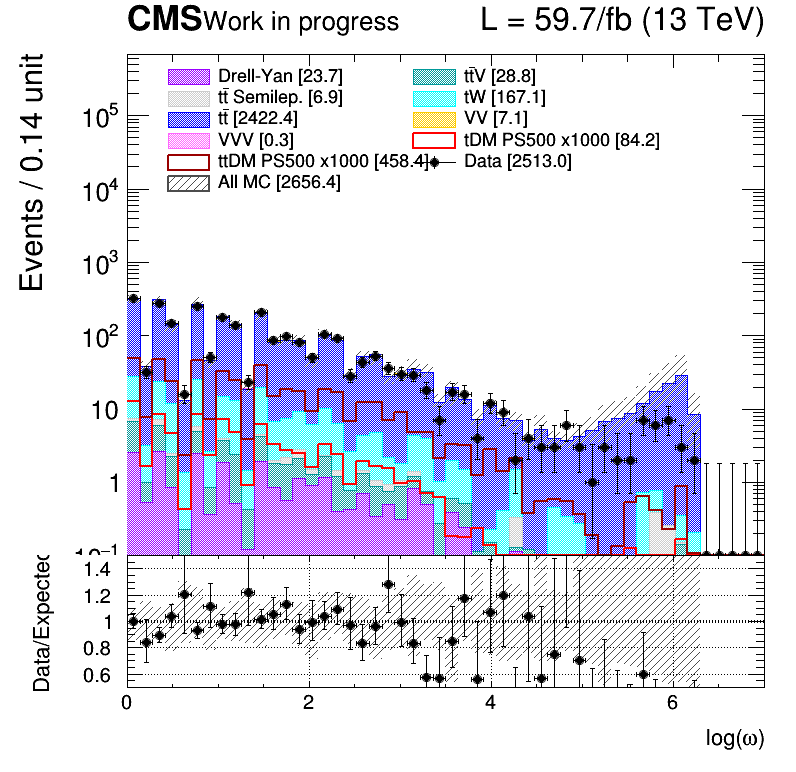 CMS Work in progress L = 59.7/fb (13 TeV)
Events / 0.14 unit
Drell-Yan [23.7] tt̄V [28.8]
tt̄ Semilep. [6.9] tW [167.1]
tt̄ [2422.4] VV [7.1]
VVV [0.3] tDM PS500 x1000 [84.2]
ttDM PS500 x1000 [458.4] Data [2513.0]
All MC [2656.4]
10⁵
10⁴
10³
10²
10
1
10⁻¹
Data/Expected
1.4
1.2
1
0.8
0.6
0 2 4 6
log(ω)